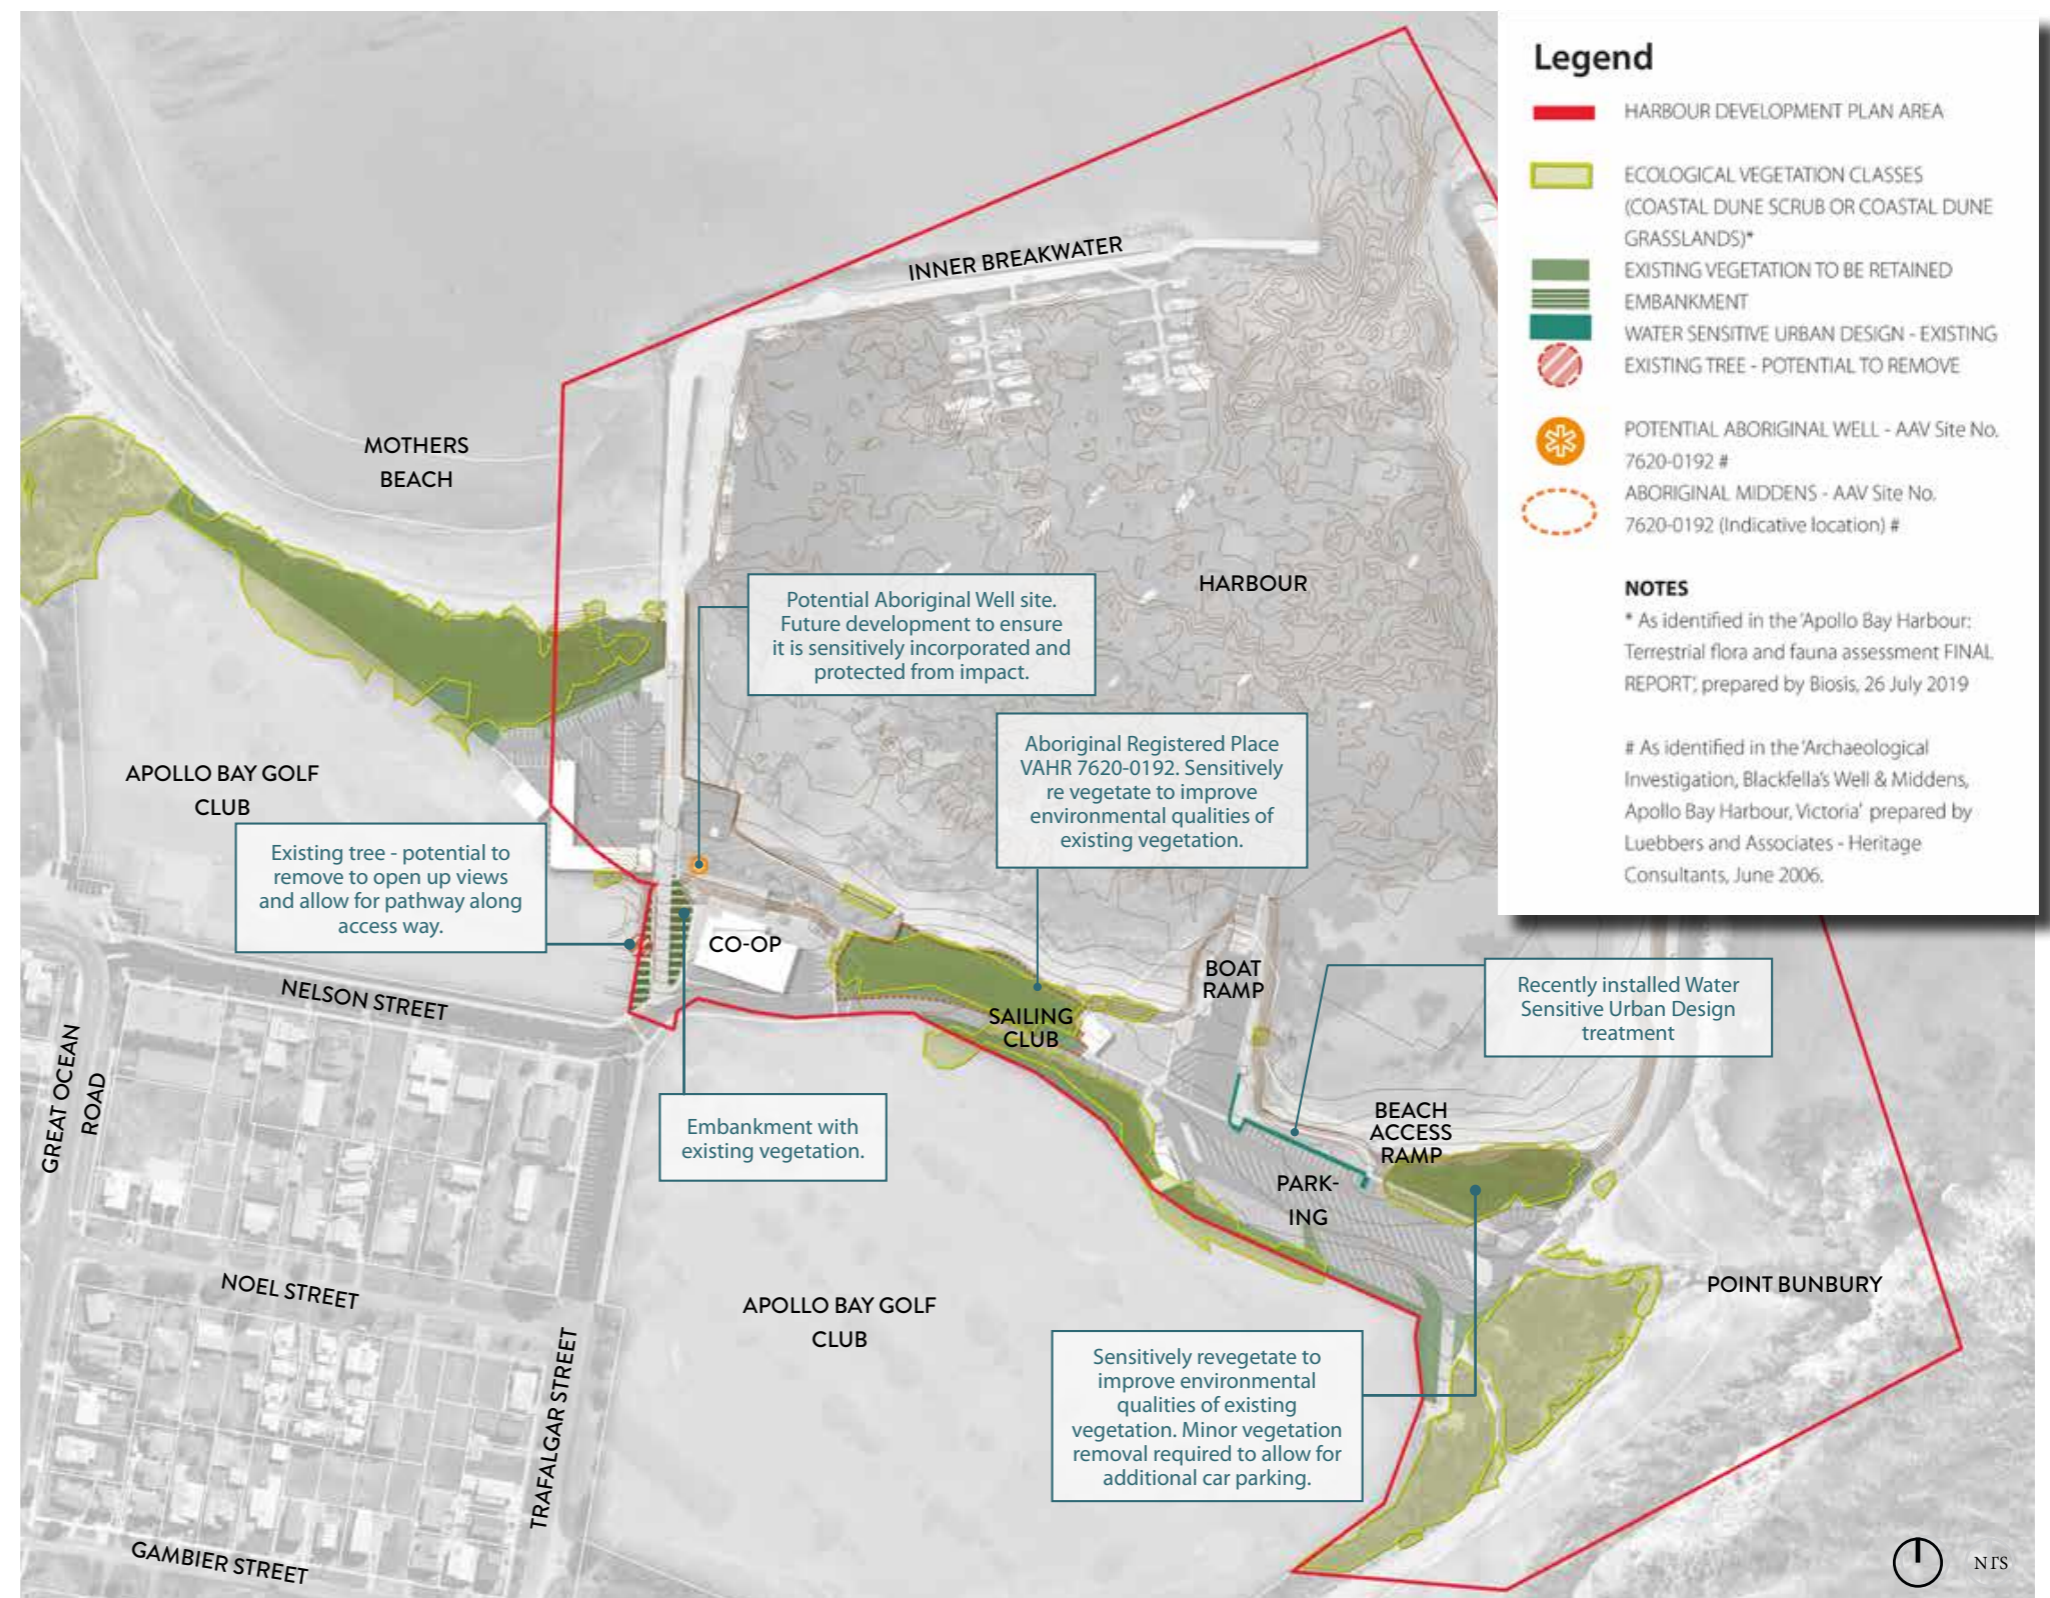 Legend
HARBOUR DEVELOPMENT PLAN AREA
ECOLOGICAL VEGETATION CLASSES
(COASTAL DUNE SCRUB OR COASTAL DUNE
GRASSLANDS)*
EXISTING VEGETATION TO BE RETAINED
EMBANKMENT
WATER SENSITIVE URBAN DESIGN - EXISTING
EXISTING TREE - POTENTIAL TO REMOVE
POTENTIAL ABORIGINAL WELL - AAV Site No.
7620-0192 #
ABORIGINAL MIDDENS - AAV Site No.
7620-0192 (Indicative location) #
NOTES
* As identified in the 'Apollo Bay Harbour:
Terrestrial flora and fauna assessment FINAL
REPORT', prepared by Biosis, 26 July 2019
# As identified in the 'Archaeological
Investigation, Blackfella's Well & Middens,
Apollo Bay Harbour, Victoria' prepared by
Luebbers and Associates - Heritage
Consultants, June 2006.
INNER BREAKWATER
MOTHERS
BEACH
HARBOUR
Potential Aboriginal Well site.
Future development to ensure
it is sensitively incorporated and
protected from impact.
Aboriginal Registered Place
VAHR 7620-0192. Sensitively
re vegetate to improve
environmental qualities of
existing vegetation.
APOLLO BAY GOLF
CLUB
Existing tree - potential to
remove to open up views
and allow for pathway along
access way.
CO-OP
BOAT
RAMP
Recently installed Water
Sensitive Urban Design
treatment
NELSON STREET
SAILING
CLUB
GREAT OCEAN
ROAD
Embankment with
existing vegetation.
BEACH
ACCESS
RAMP
PARK-
ING
NOEL STREET
APOLLO BAY GOLF
CLUB
POINT BUNBURY
Sensitively revegetate to
improve environmental
qualities of existing
vegetation. Minor vegetation
removal required to allow for
additional car parking.
TRAFALGAR STREET
GAMBIER STREET
NTS